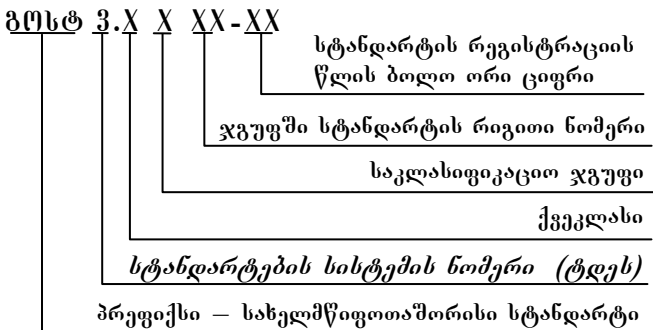 გოსტ 3.X X XX-XX
სტანდარტის რეგისტრაციის
წლის ბოლო ორი ციფრი
ჯგუფში სტანდარტის რიგითი ნომერი
საკლასიფიკაციო ჯგუფი
ქვეკლასი
სტანდარტების სისტემის ნომერი (ტდეს)
პრეფიქსი – სახელმწიფოთაშორისი სტანდარტი